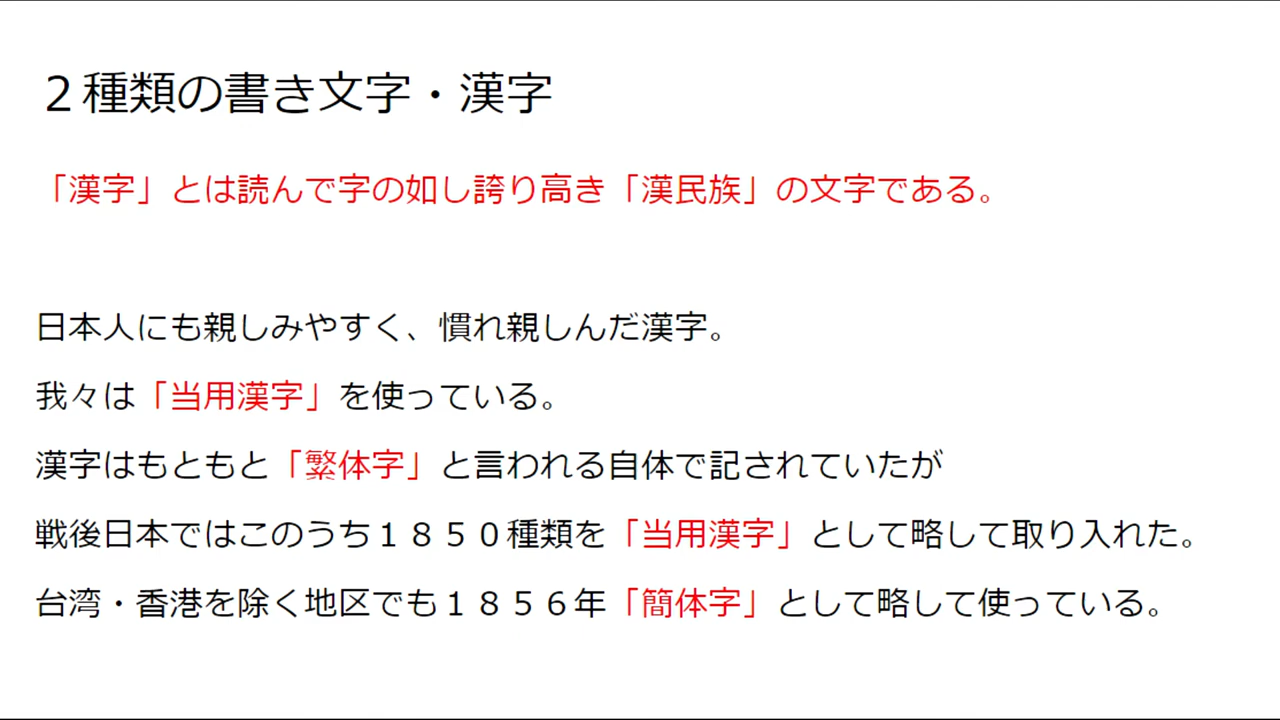 ２種類の書き文字・漢字
「漢字」とは読んで字の如し誇り高き「漢民族」の文字である。
日本人にも親しみやすく、慣れ親しんだ漢字。
我々は「当用漢字」を使っている。
漢字はもともと「繁体字」と言われる自体で記されていたが
戦後日本ではこのうち１８５０種類を「当用漢字」として略して取り入れた。
台湾・香港を除く地区でも１８５６年「簡体字」として略して使っている。